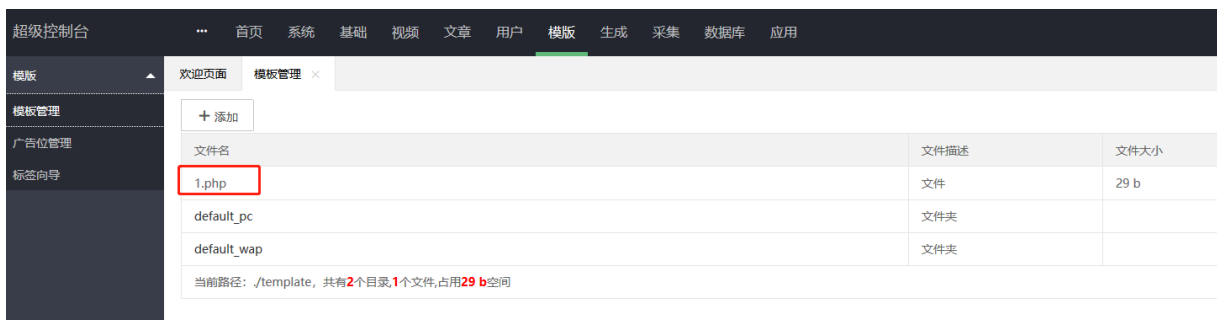 超级控制台 ··· 首页 系统 基础 视频 文章 用户 模版 生成 采集 数据库 应用
模版 欢迎页面 模板管理 ×
模板管理
广告位管理
标签向导
+ 添加
文件名 文件描述 文件大小
1.php 文件 29 b
default_pc 文件夹
default_wap 文件夹
当前路径：./template，共有2个目录,1个文件,占用29 b空间